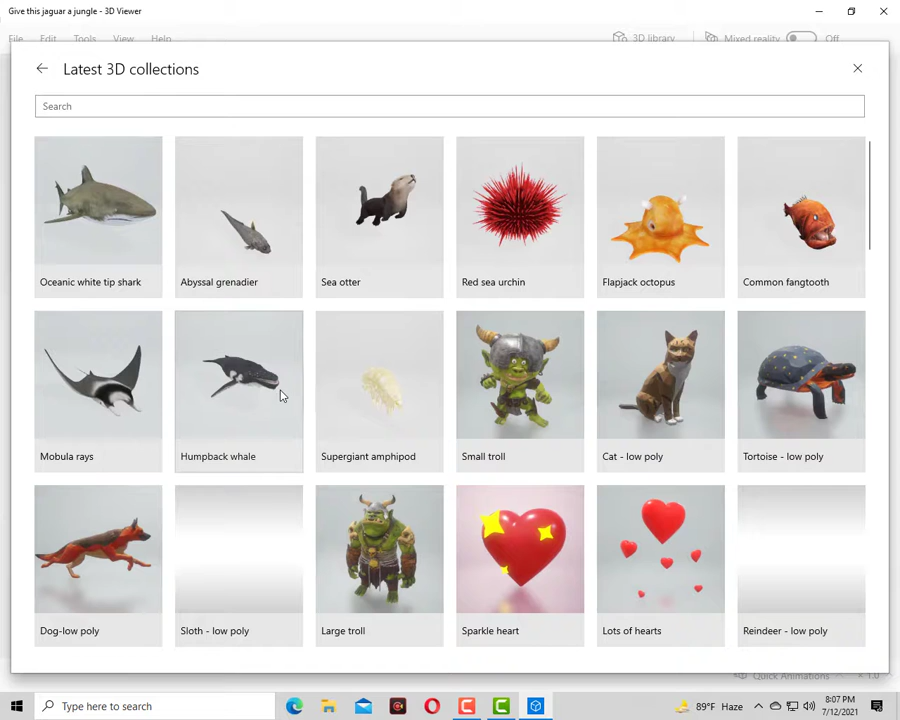 Give this jaguar a jungle - 3D Viewer
File Edit Tools View Help 3D library Mixed reality Off
Latest 3D collections
Search
Oceanic white tip shark Abyssal grenadier Sea otter Red sea urchin Flapjack octopus Common fangtooth
Mobula rays Humpback whale Supergiant amphipod Small troll Cat - low poly Tortoise - low poly
Dog-low poly Sloth - low poly Large troll Sparkle heart Lots of hearts Reindeer - low poly
Quick Animations x 1.0
Type here to search 89°F Haze 8:07 PM
7/12/2021